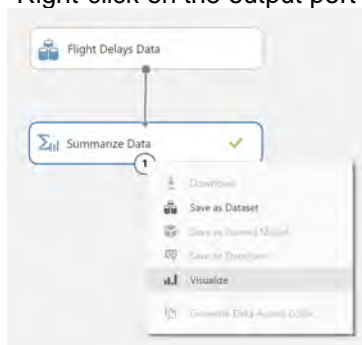 Right-click on the output port
Flight Delays Data
Summarize Data
1
Download
Save as Dataset
Save as Trained Model
Save as Transform
Visualize
Generate Data Access Code...